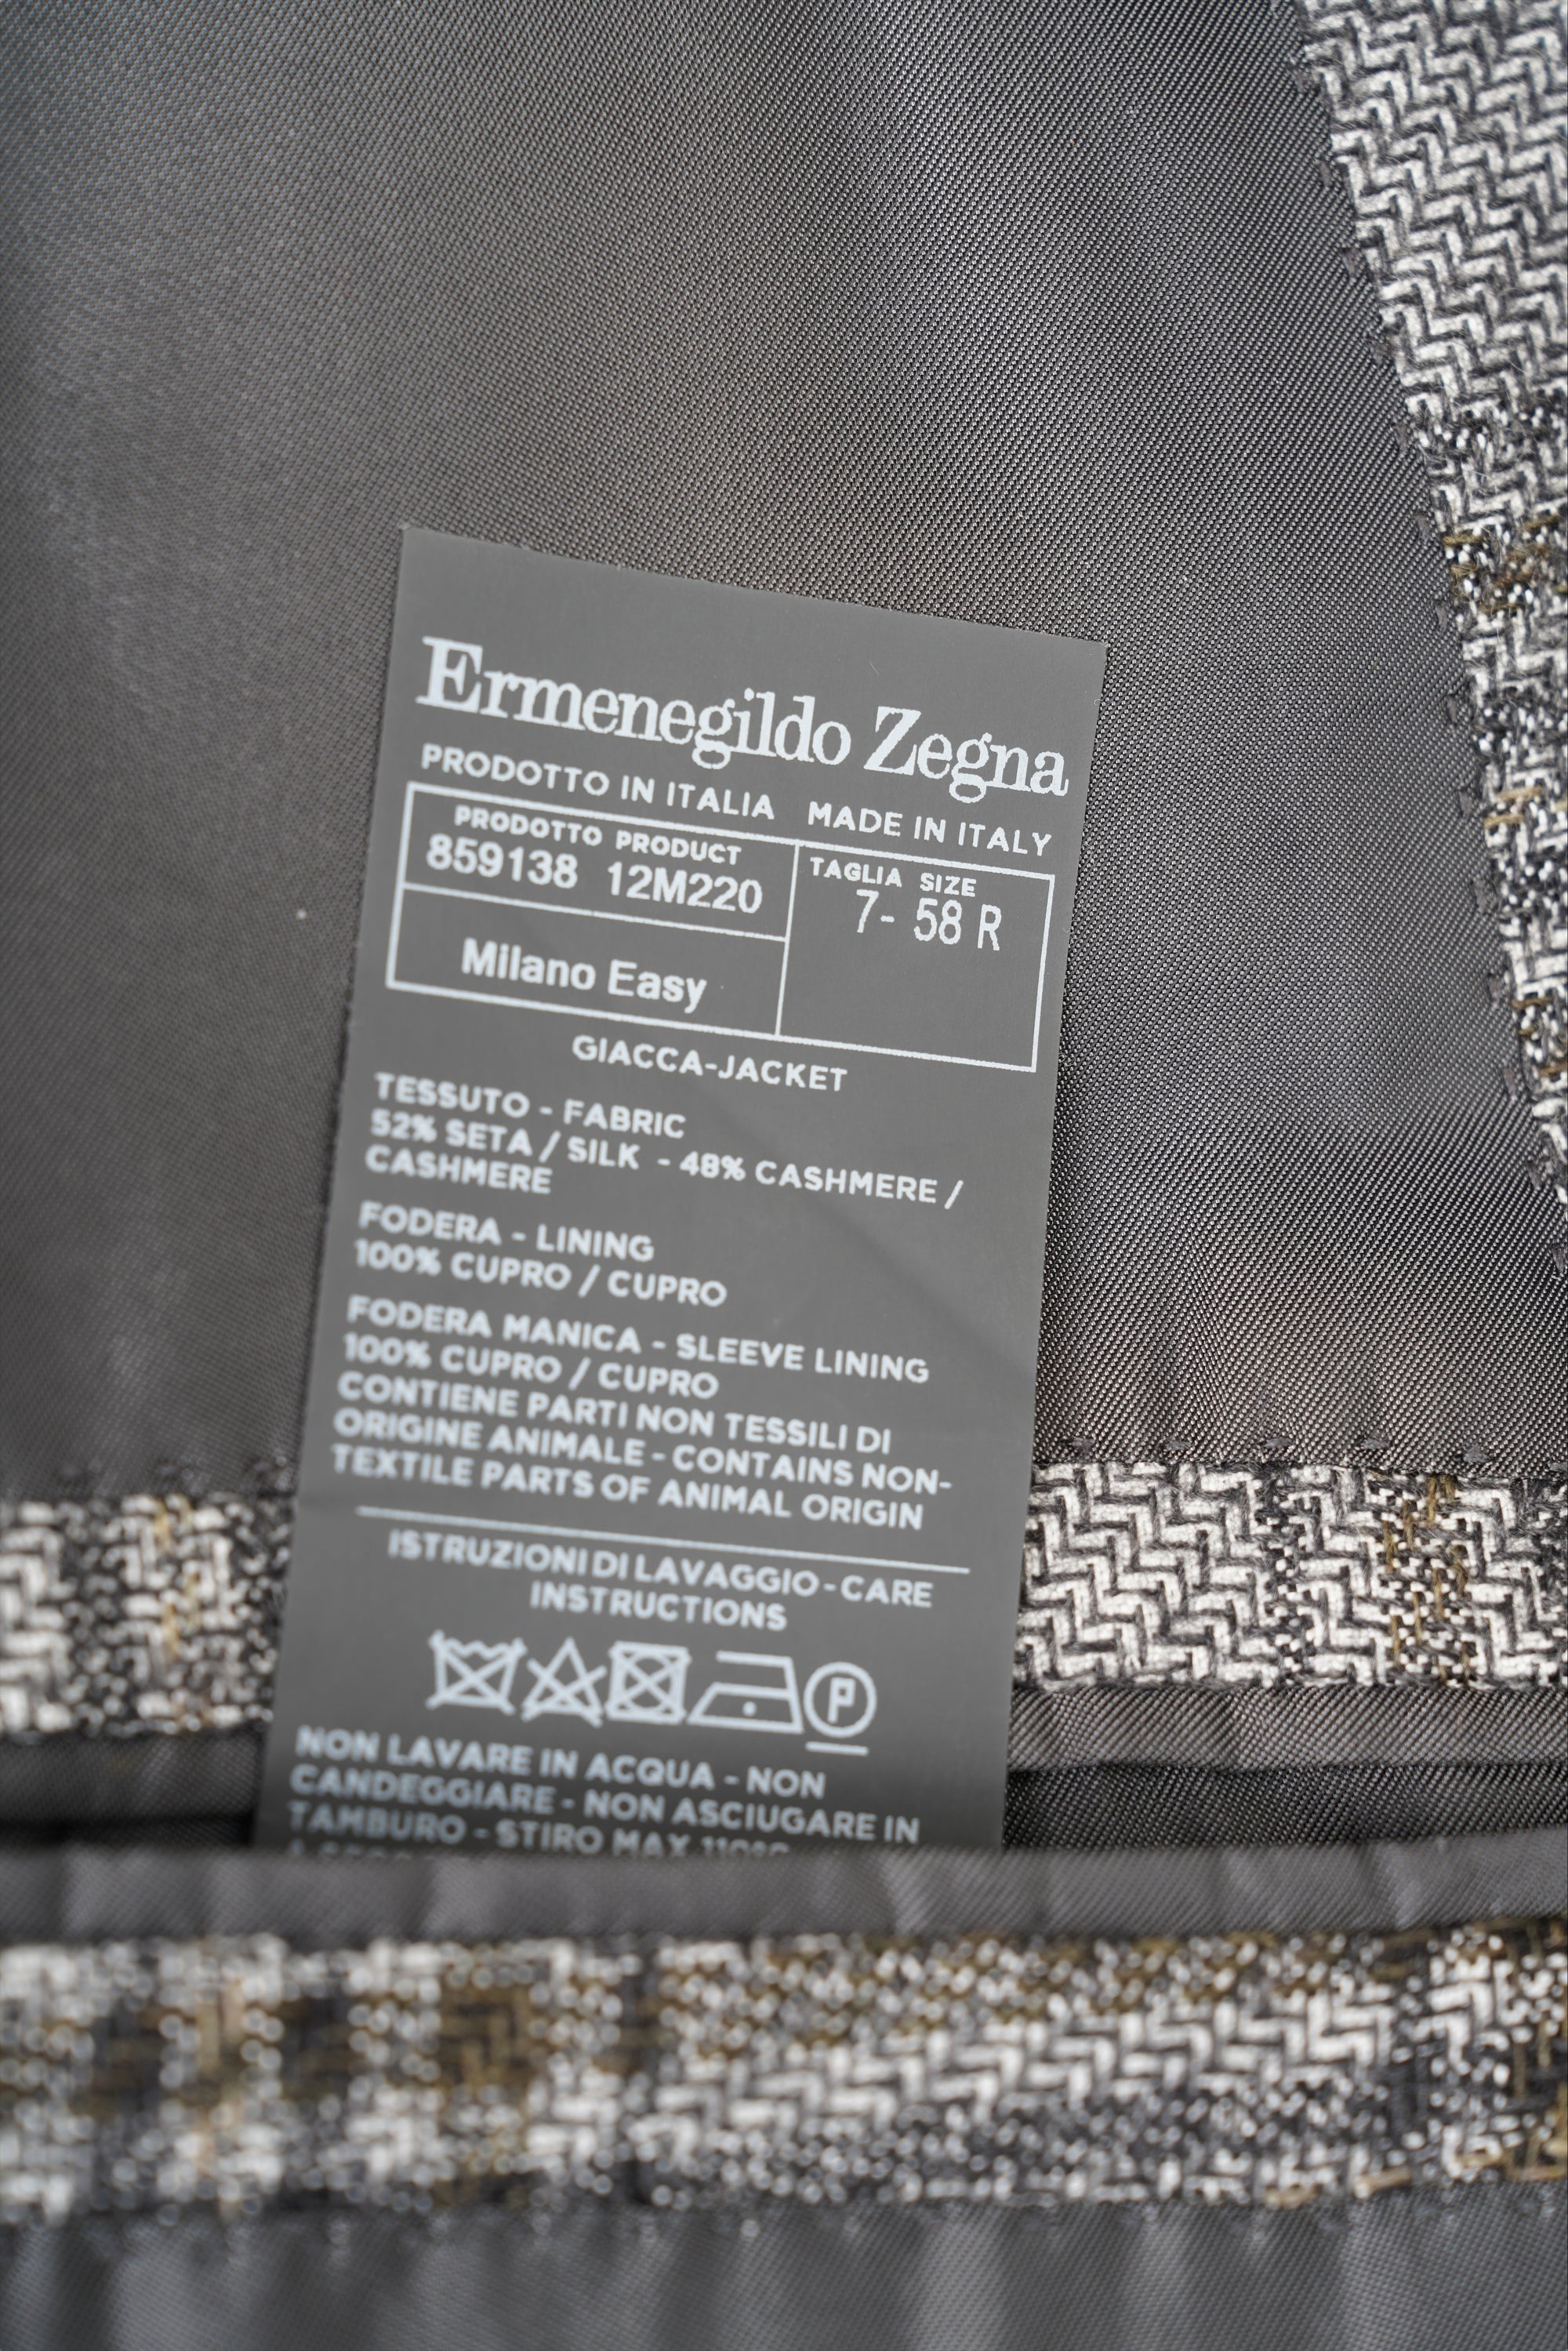 Ermenegildo Zegna
PRODOTTO IN ITALIA MADE IN ITALY
PRODOTTO PRODUCT
859138 12M220
TAGLIA SIZE
7- 58 R
Milano Easy
GIACCA-JACKET
TESSUTO - FABRIC
52% SETA / SILK - 48% CASHMERE /
CASHMERE
FODERA - LINING
100% CUPRO / CUPRO
FODERA MANICA - SLEEVE LINING
100% CUPRO / CUPRO
CONTIENE PARTI NON TESSILI DI
ORIGINE ANIMALE - CONTAINS NON-
TEXTILE PARTS OF ANIMAL ORIGIN
ISTRUZIONI DI LAVAGGIO - CARE
INSTRUCTIONS
P
NON LAVARE IN ACQUA - NON
CANDEGGIARE - NON ASCIUGARE IN
TAMBURO - STIRO MAX 110°C